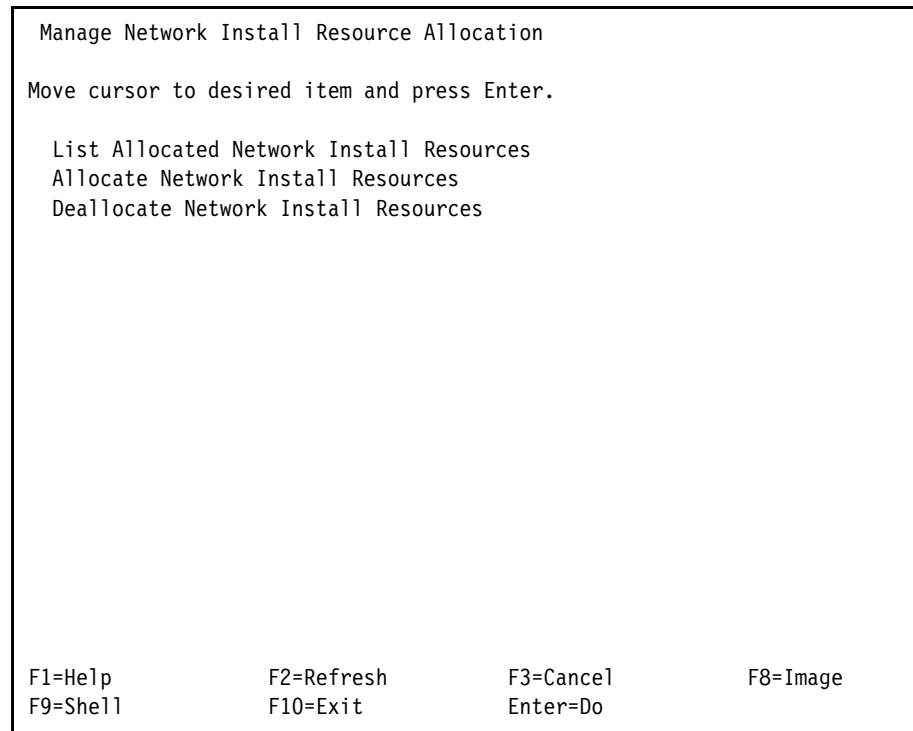 Manage Network Install Resource Allocation
Move cursor to desired item and press Enter.
List Allocated Network Install Resources
Allocate Network Install Resources
Deallocate Network Install Resources
F1=Help F2=Refresh F3=Cancel F8=Image
F9=Shell F10=Exit Enter=Do